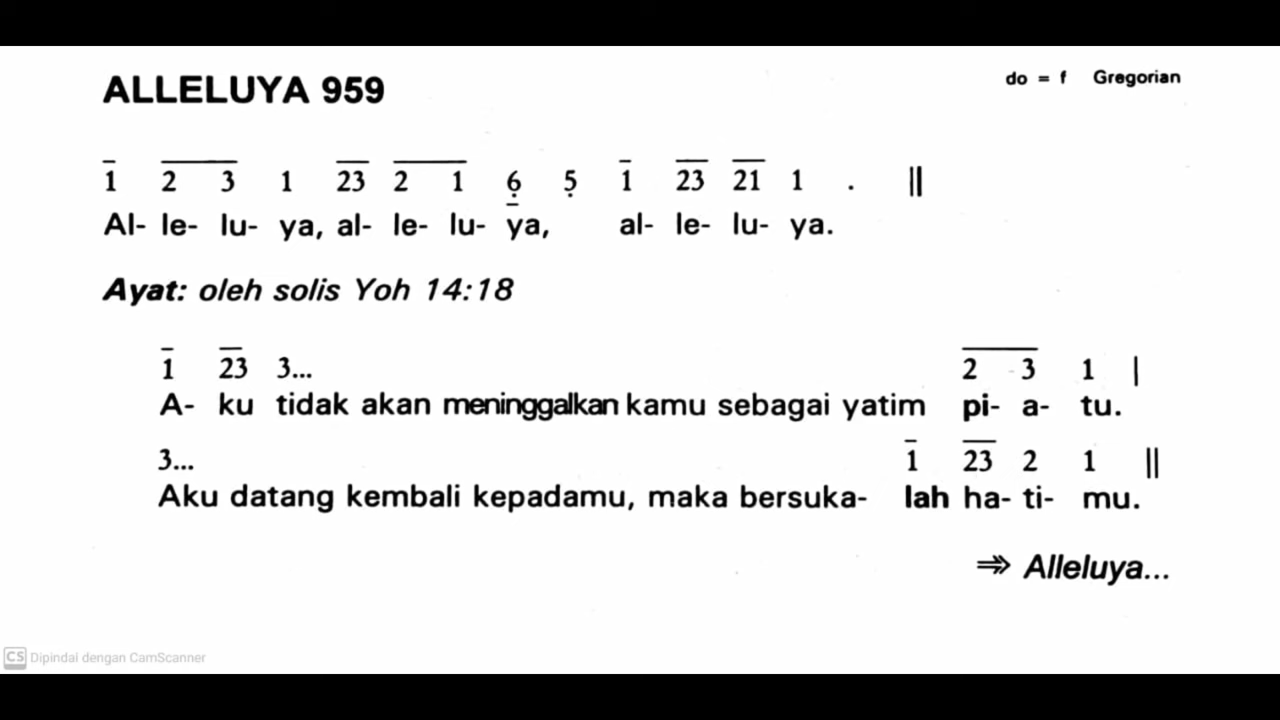 ALLELUYA 959
do = f Gregorian
1 2 3 1 23 2 1 6 5 1 23 21 1 . ||
Al- le- lu- ya, al- le- lu- ya, al- le- lu- ya.
Ayat: oleh solis Yoh 14:18
1 23 3... 2 3 1 |
A- ku tidak akan meninggalkan kamu sebagai yatim pi- a- tu.
3... 1 23 2 1 ||
Aku datang kembali kepadamu, maka bersuka- lah ha- ti- mu.
⇒ Alleluya...
CS Dipindai dengan CamScanner